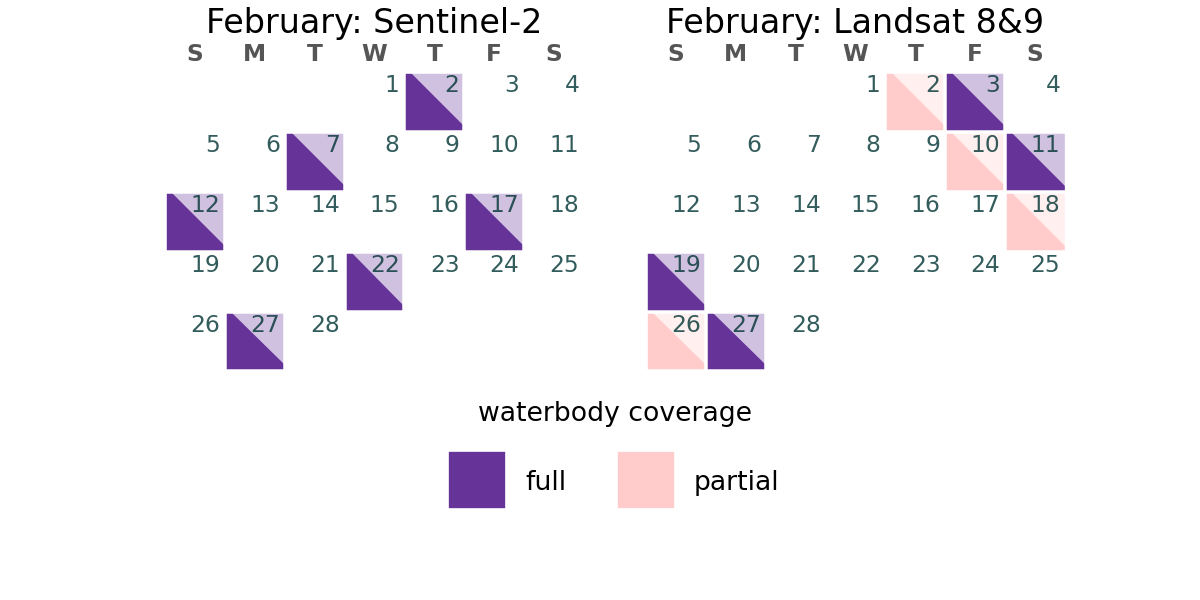 February: Sentinel-2
S M T W T F S
1 2 3 4
5 6 7 8 9 10 11
12 13 14 15 16 17 18
19 20 21 22 23 24 25
26 27 28
February: Landsat 8&9
S M T W T F S
1 2 3 4
5 6 7 8 9 10 11
12 13 14 15 16 17 18
19 20 21 22 23 24 25
26 27 28
waterbody coverage
full partial